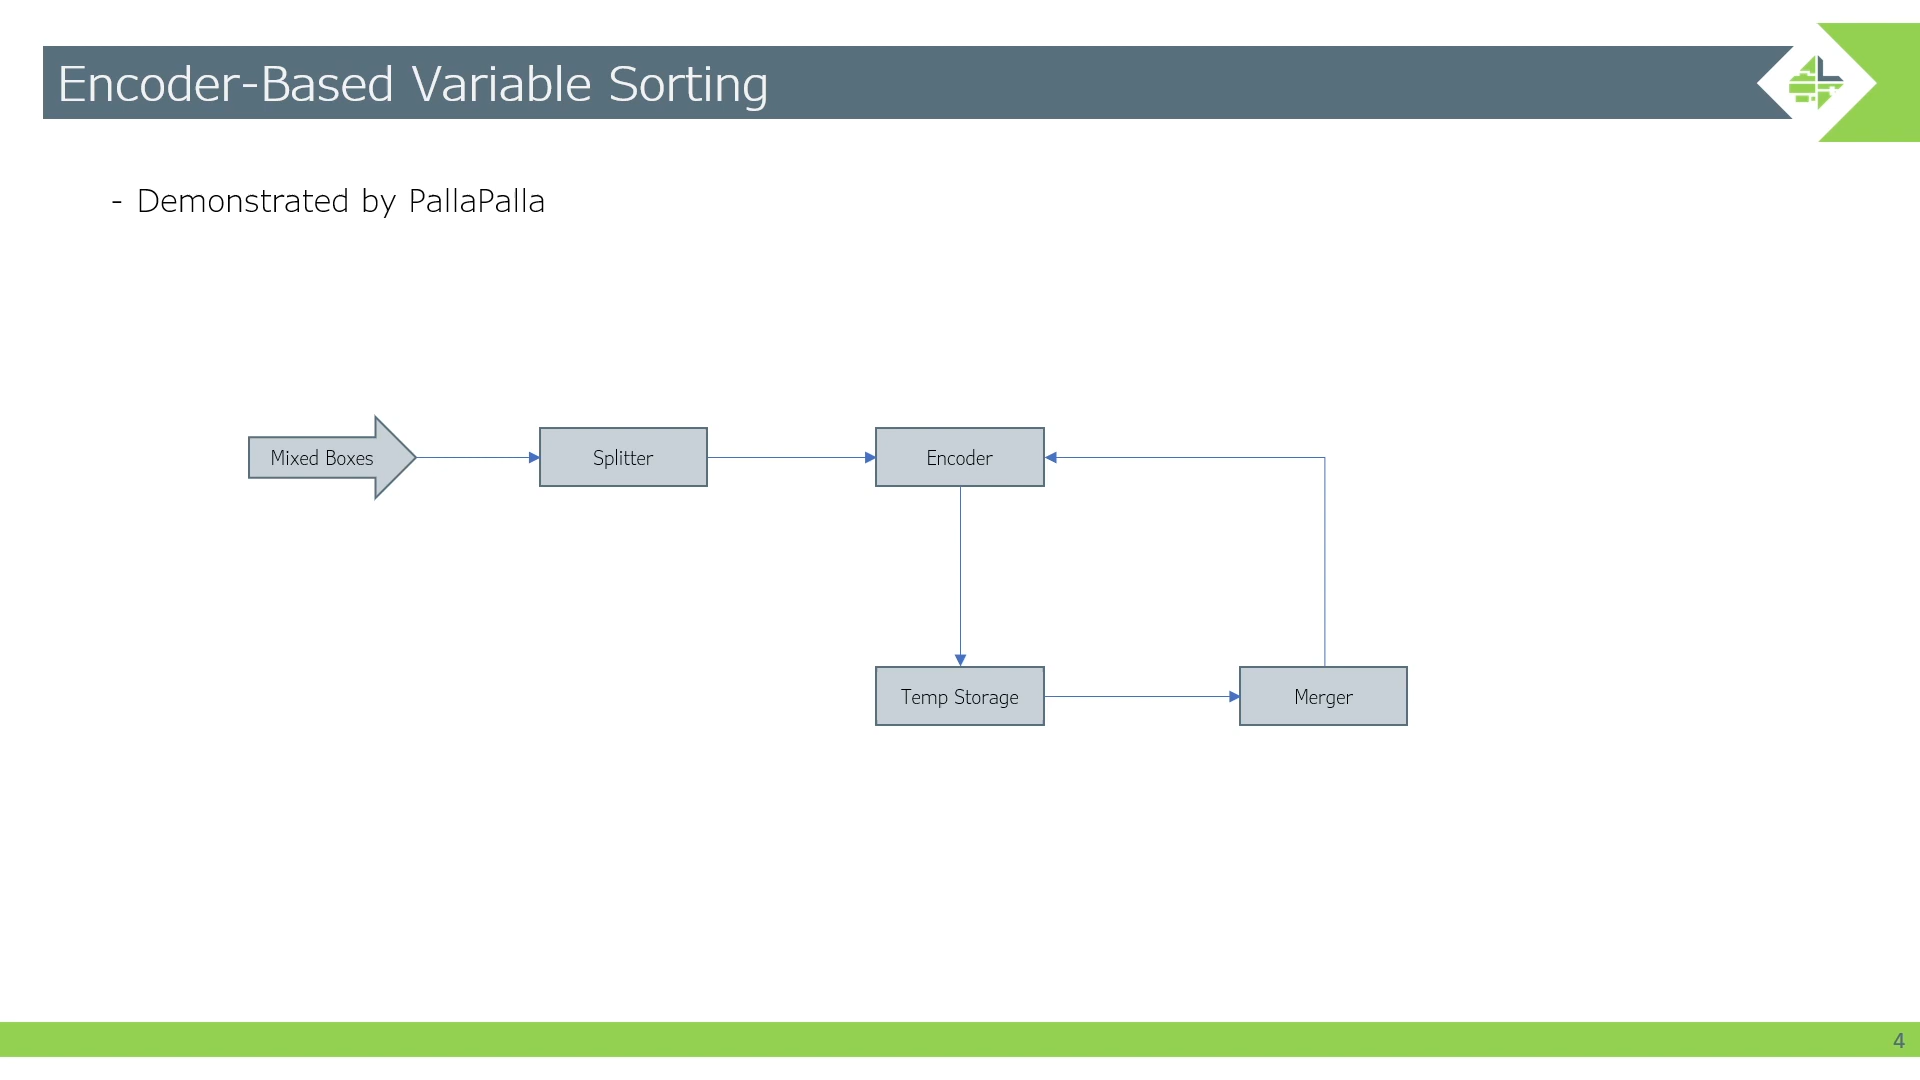 Encoder-Based Variable Sorting
- Demonstrated by PallaPalla
Mixed Boxes
Splitter
Encoder
Temp Storage
Merger
4